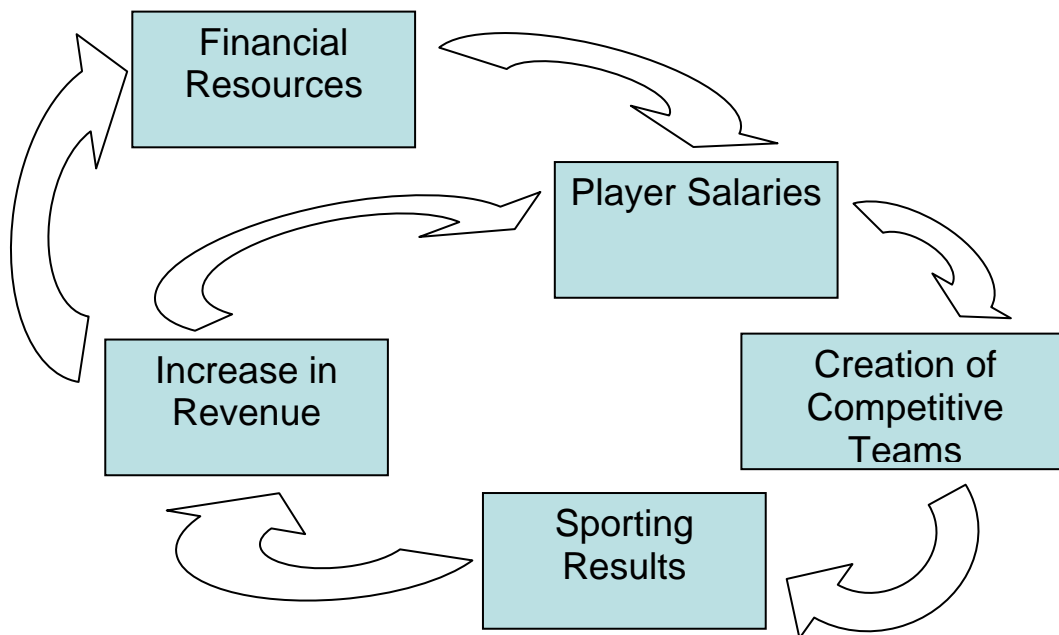 Financial
Resources
Player Salaries
Increase in
Revenue
Creation of
Competitive
Teams
Sporting
Results